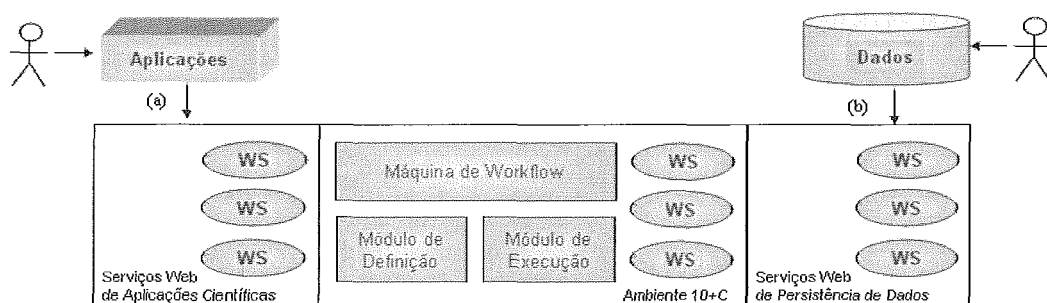 Aplicações
Dados
(a)
(b)
WS
WS
WS
Serviços Web
de Aplicações Científicas
Máquina de Workflow
Módulo de
Definição
Módulo de
Execução
WS
WS
WS
Ambiente 10+C
WS
WS
WS
Serviços Web
de Persistência de Dados